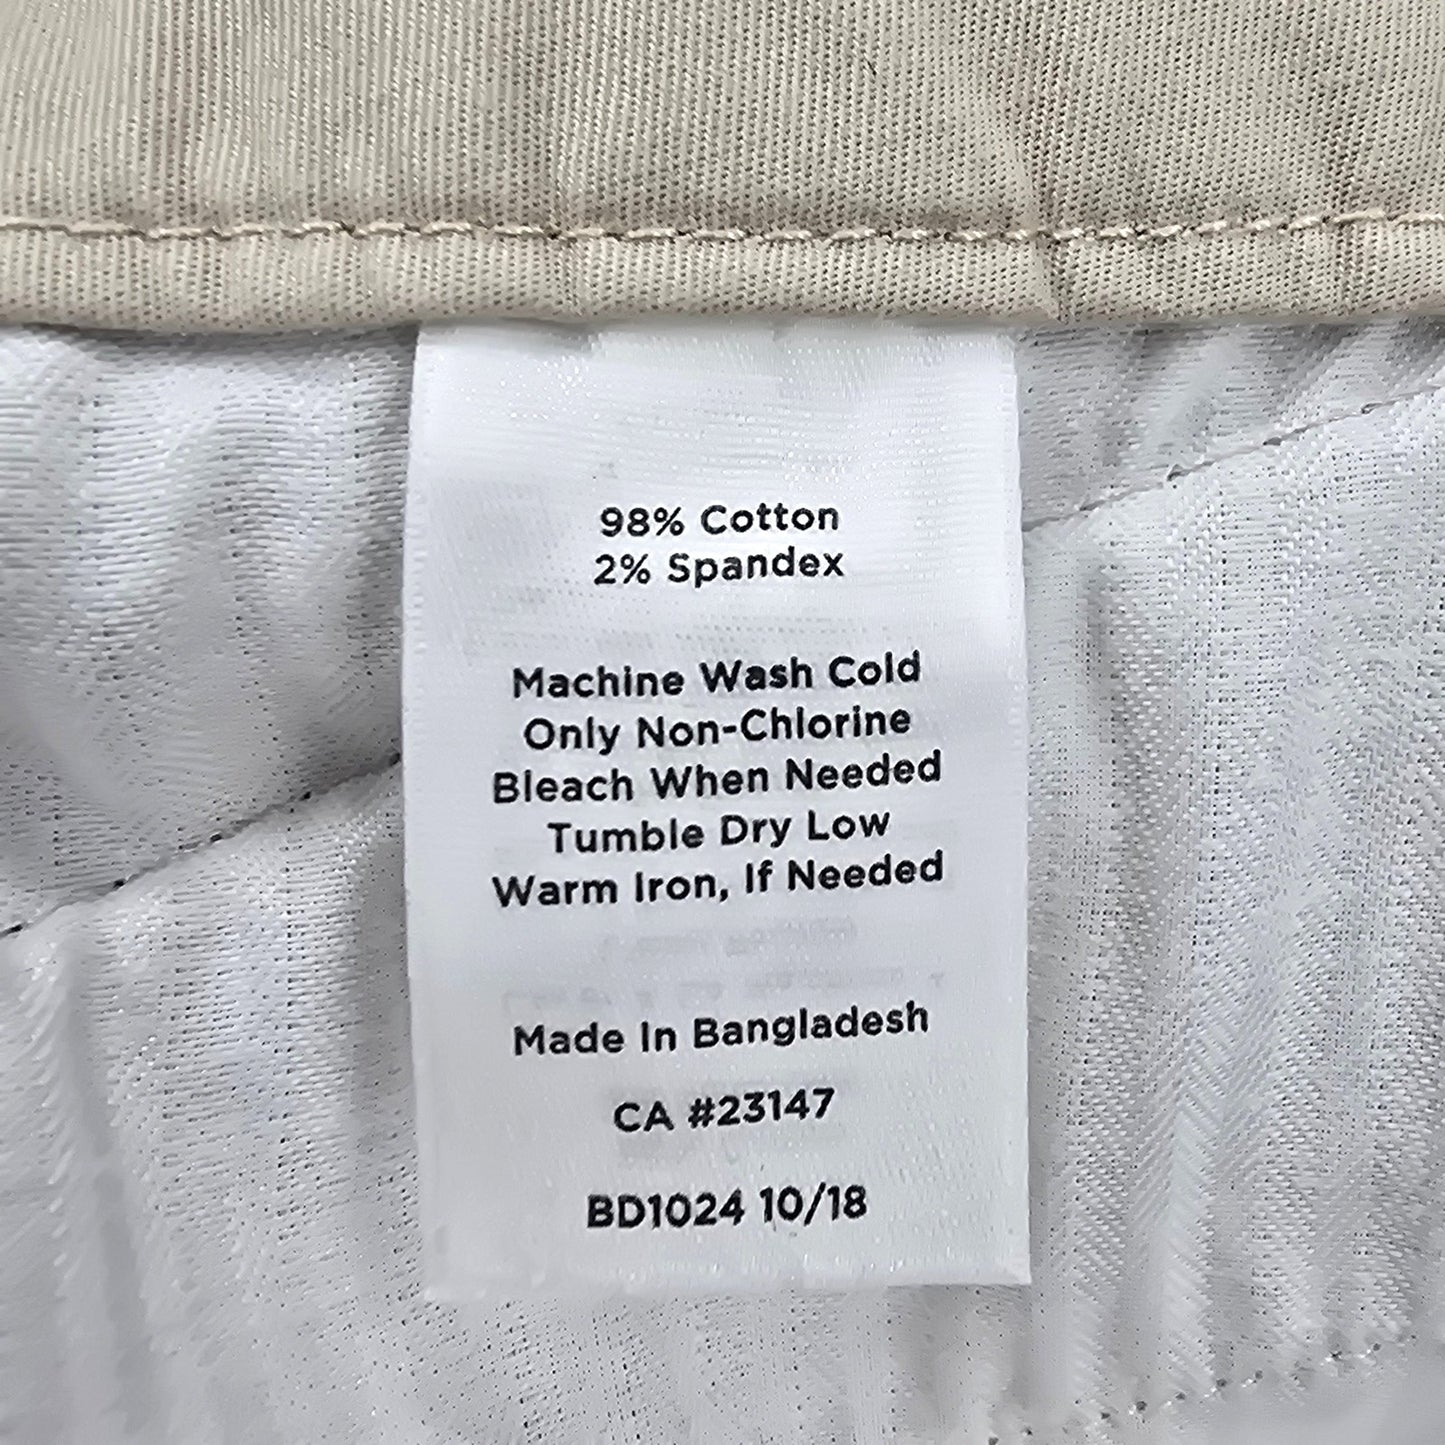 98% Cotton
2% Spandex
Machine Wash Cold
Only Non-Chlorine
Bleach When Needed
Tumble Dry Low
Warm Iron, If Needed
Made In Bangladesh
CA #23147
BD1024 10/18